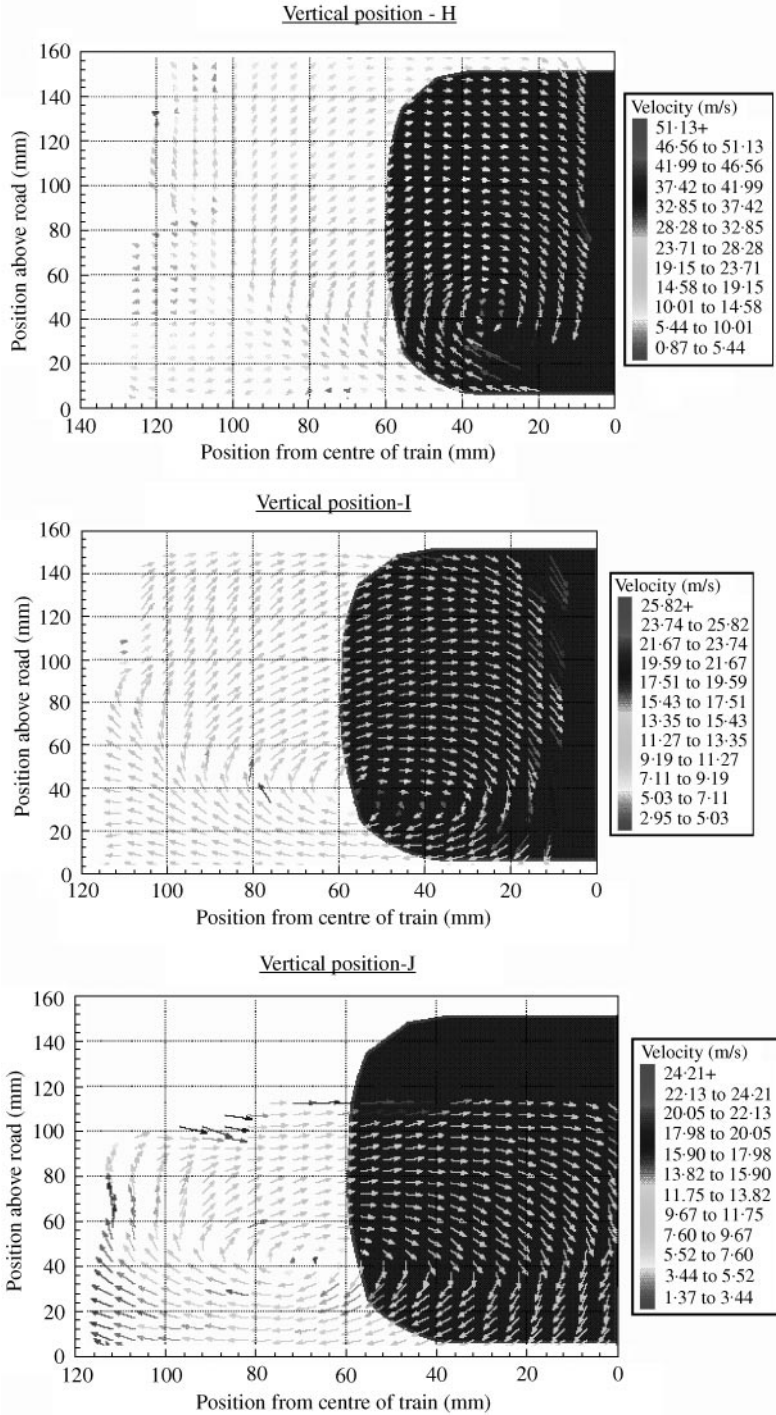 Vertical position - H
160
140
120
100
80
60
40
20
0
Position above road (mm)
140 120 100 80 60 40 20 0
Position from centre of train (mm)
Velocity (m/s)
51·13+
46·56 to 51·13
41·99 to 46·56
37·42 to 41·99
32·85 to 37·42
28·28 to 32·85
23·71 to 28·28
19·15 to 23·71
14·58 to 19·15
10·01 to 14·58
5·44 to 10·01
0·87 to 5·44
Vertical position-I
160
140
120
100
80
60
40
20
0
Position above road (mm)
120 100 80 60 40 20 0
Position from centre of train (mm)
Velocity (m/s)
25·82+
23·74 to 25·82
21·67 to 23·74
19·59 to 21·67
17·51 to 19·59
15·43 to 17·51
13·35 to 15·43
11·27 to 13·35
9·19 to 11·27
7·11 to 9·19
5·03 to 7·11
2·95 to 5·03
Vertical position-J
160
140
120
100
80
60
40
20
0
Position above road (mm)
120 100 80 60 40 20 0
Position from centre of train (mm)
Velocity (m/s)
24·21+
22·13 to 24·21
20·05 to 22·13
17·98 to 20·05
15·90 to 17·98
13·82 to 15·90
11·75 to 13·82
9·67 to 11·75
7·60 to 9·67
5·52 to 7·60
3·44 to 5·52
1·37 to 3·44